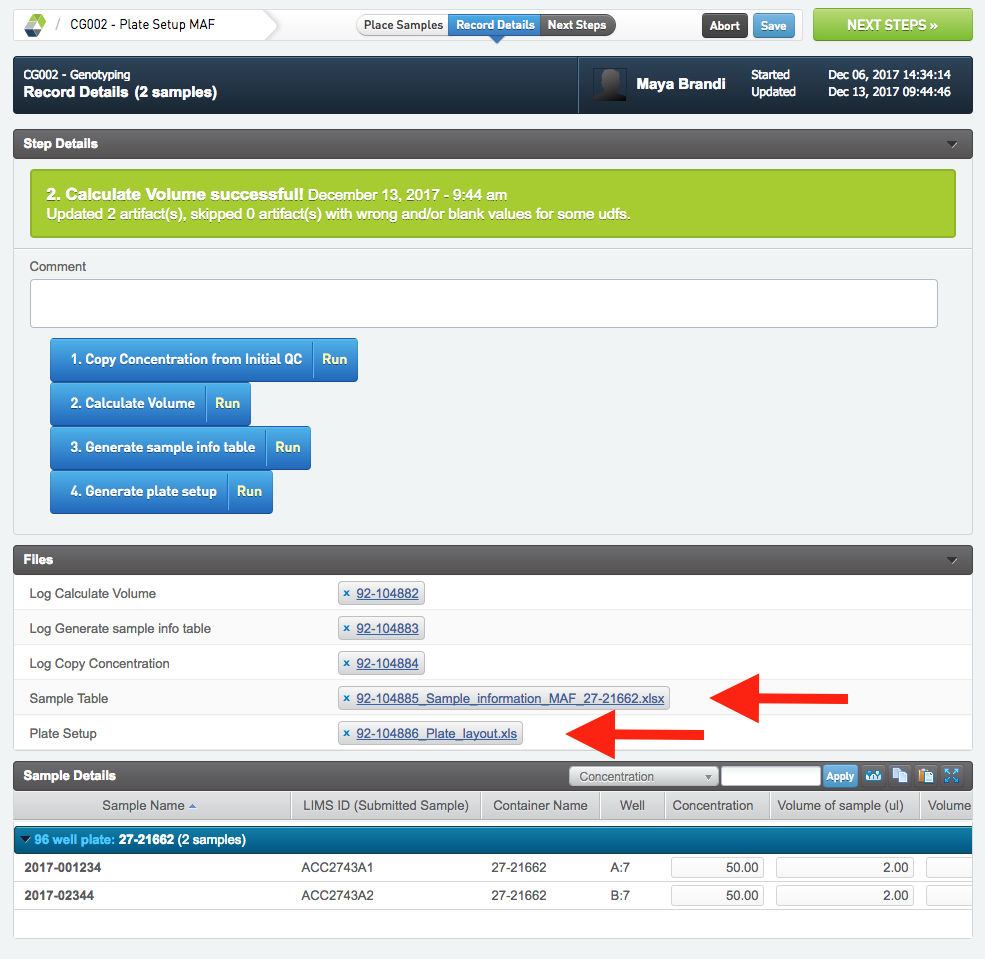 / CG002 - Plate Setup MAF
Place Samples Record Details Next Steps
Abort Save
NEXT STEPS »
CG002 - Genotyping
Record Details (2 samples)
Maya Brandi
Started Dec 06, 2017 14:34:14
Updated Dec 13, 2017 09:44:46
Step Details
2. Calculate Volume successful! December 13, 2017 - 9:44 am
Updated 2 artifact(s), skipped 0 artifact(s) with wrong and/or blank values for some udfs.
Comment
1. Copy Concentration from Initial QC Run
2. Calculate Volume Run
3. Generate sample info table Run
4. Generate plate setup Run
Files
Log Calculate Volume × 92-104882
Log Generate sample info table × 92-104883
Log Copy Concentration × 92-104884
Sample Table × 92-104885_Sample_information_MAF_27-21662.xlsx
Plate Setup × 92-104886_Plate_layout.xls
Sample Details Concentration Apply
Sample Name LIMS ID (Submitted Sample) Container Name Well Concentration Volume of sample (ul) Volume
96 well plate: 27-21662 (2 samples)
2017-001234 ACC2743A1 27-21662 A:7 50.00 2.00
2017-02344 ACC2743A2 27-21662 B:7 50.00 2.00